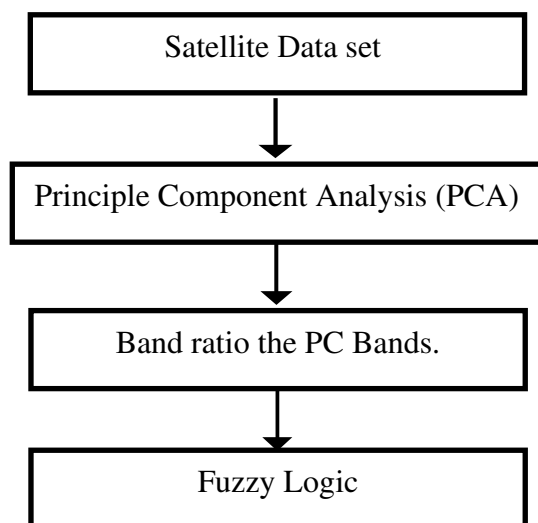 Satellite Data set
Principle Component Analysis (PCA)
Band ratio the PC Bands.
Fuzzy Logic